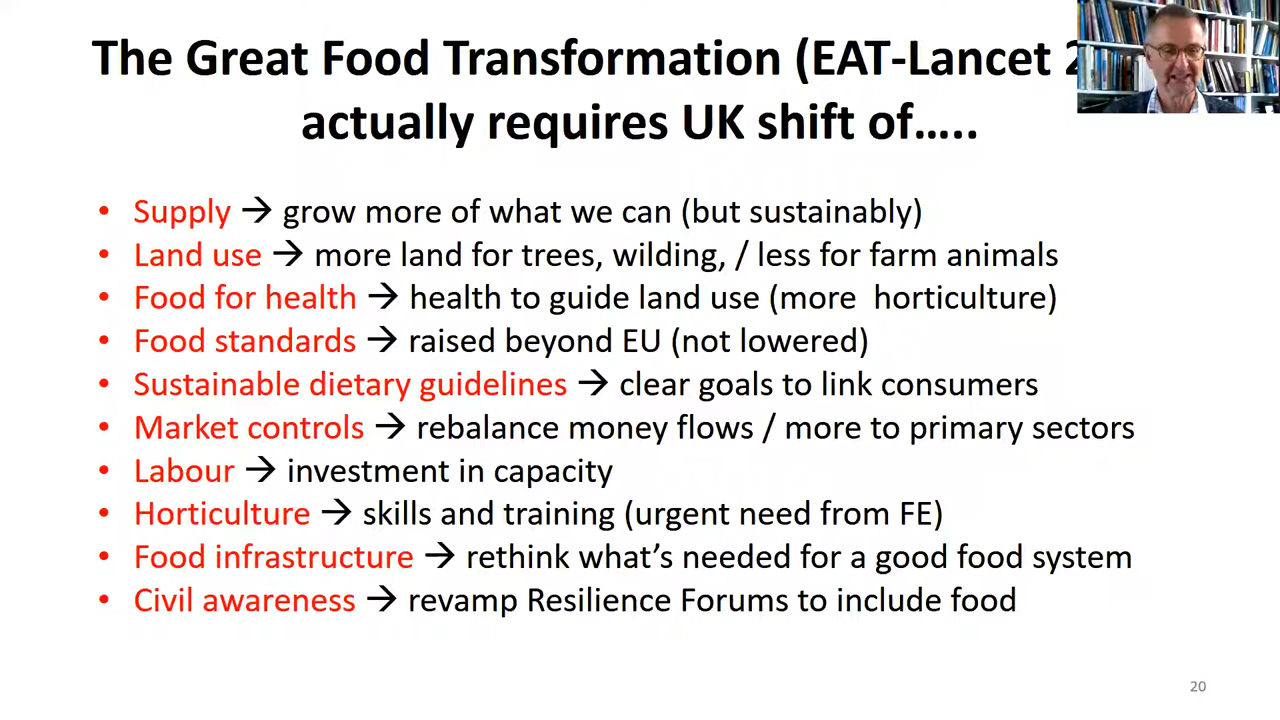 The Great Food Transformation (EAT-Lancet
actually requires UK shift of…..
• Supply → grow more of what we can (but sustainably)
• Land use → more land for trees, wilding, / less for farm animals
• Food for health → health to guide land use (more  horticulture)
• Food standards → raised beyond EU (not lowered)
• Sustainable dietary guidelines → clear goals to link consumers
• Market controls → rebalance money flows / more to primary sectors
• Labour → investment in capacity
• Horticulture → skills and training (urgent need from FE)
• Food infrastructure → rethink what’s needed for a good food system
• Civil awareness → revamp Resilience Forums to include food
20